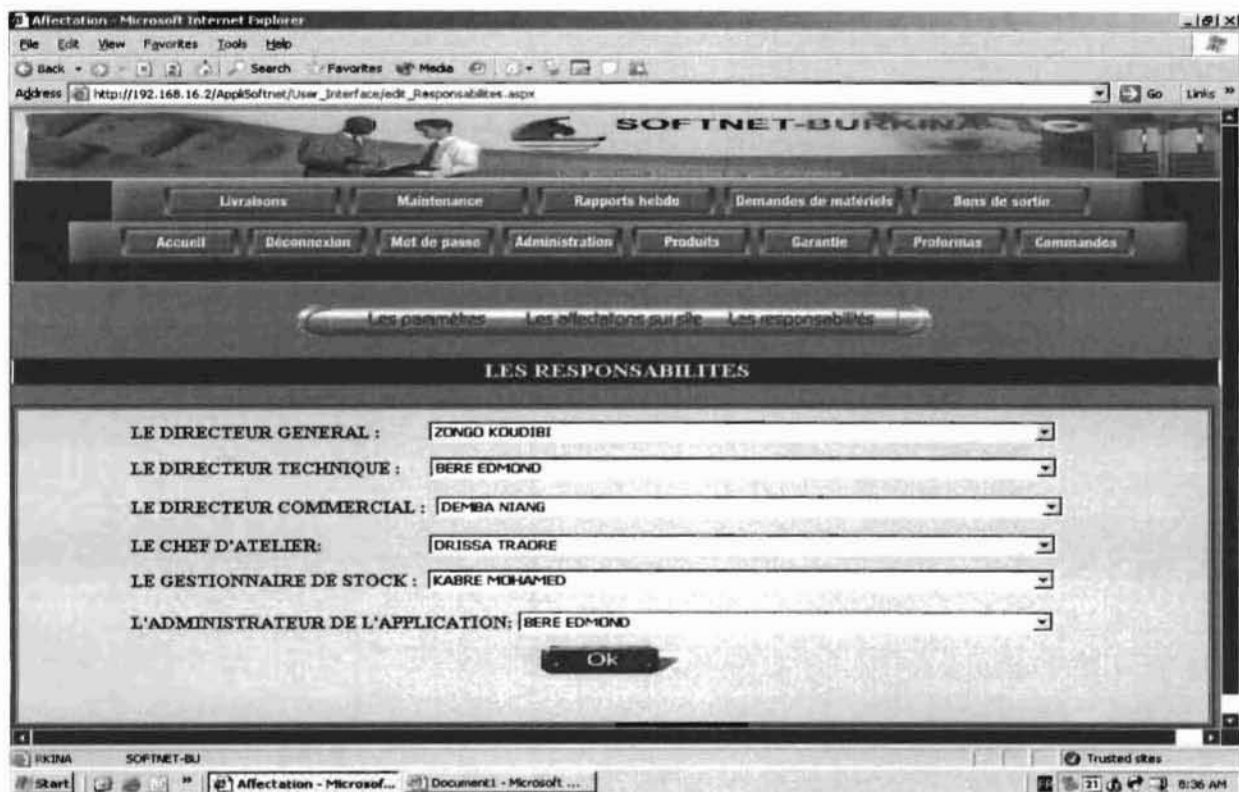 Affectation - Microsoft Internet Explorer
File Edit View Favorites Tools Help
Back Search Favorites Media
Address http://192.168.16.2/AppliSoftnet/User_Interface/edit_Responsabilites.aspx Go Links »
SOFTNET-BURKINA
Livraisons Maintenance Rapports hebdo Demandes de matériels Bons de sortie
Accueil Déconnexion Mot de passe Administration Produits Garantie Proformas Commandes
Les paramètres Les affectations sur site Les responsabilités
LES RESPONSABILITES
LE DIRECTEUR GENERAL : ZONGO KOUDIBI
LE DIRECTEUR TECHNIQUE : BERE EDMOND
LE DIRECTEUR COMMERCIAL : DEMBA NIANG
LE CHEF D'ATELIER: DRISSA TRAORE
LE GESTIONNAIRE DE STOCK : KABRE MOHAMED
L'ADMINISTRATEUR DE L'APPLICATION: BERE EDMOND
Ok
RKINA SOFTNET-BU Trusted sites
Start » Affectation - Microsof... Document1 - Microsoft ... 21 8:36 AM